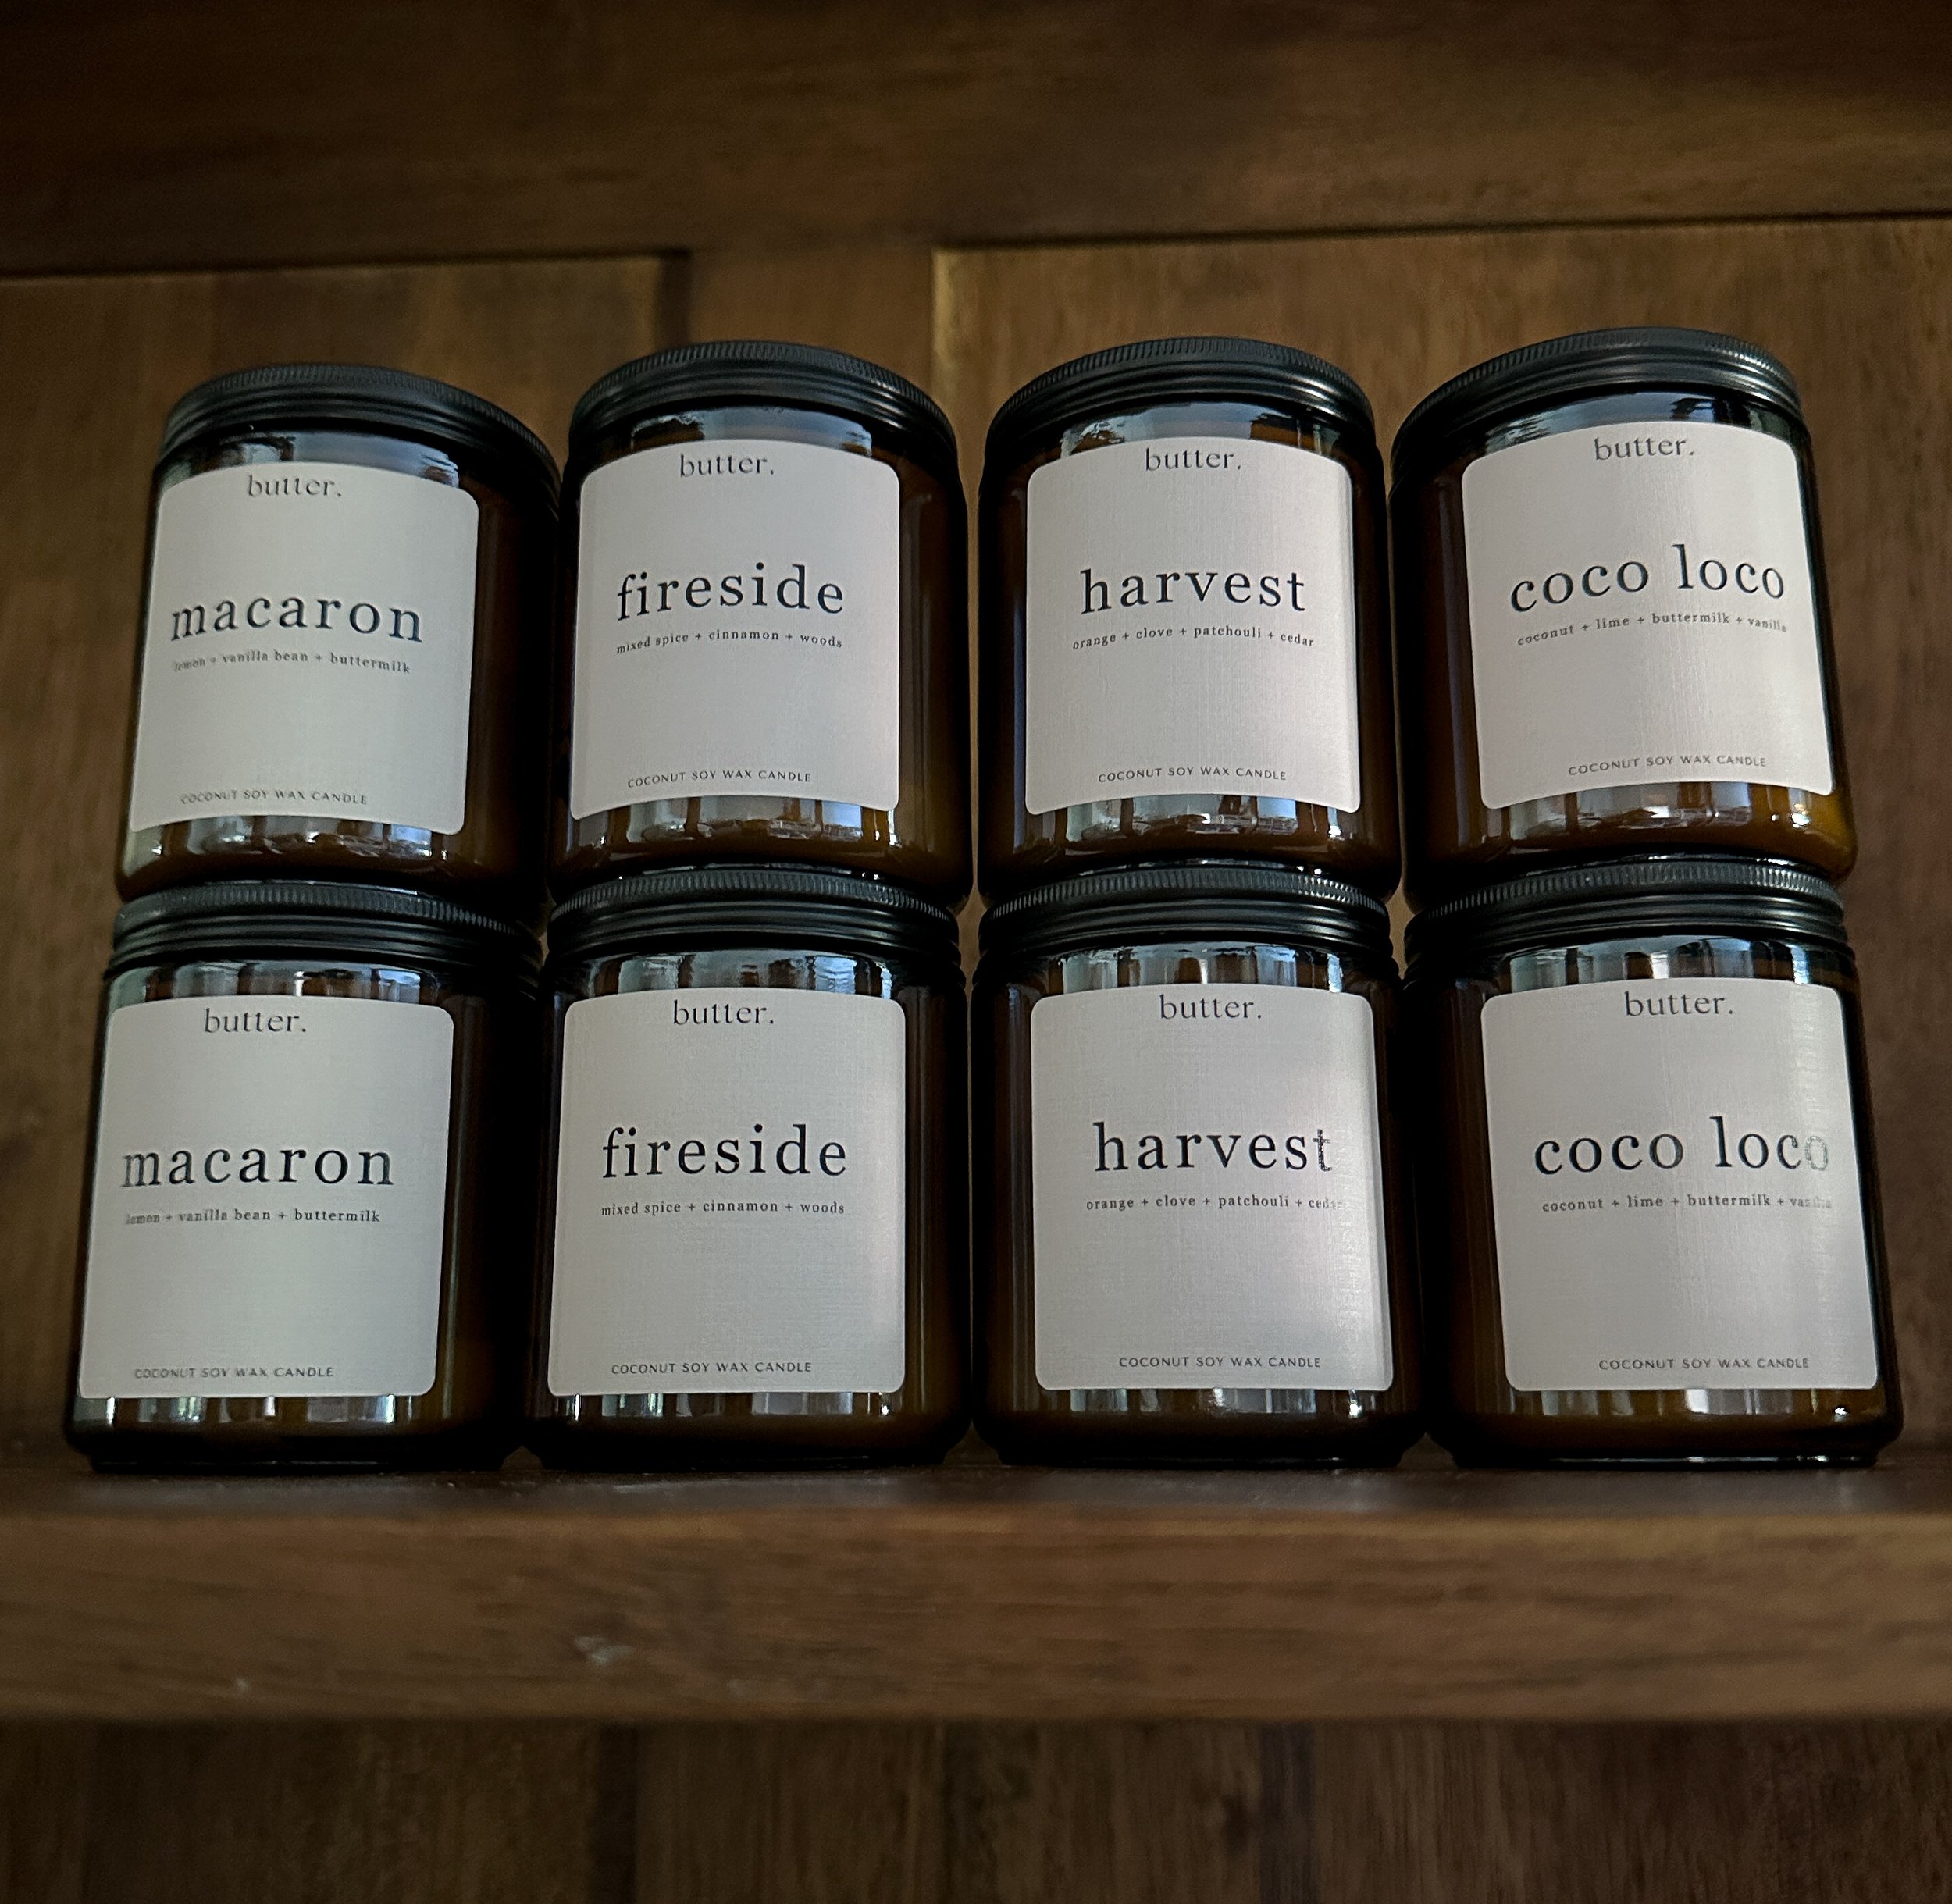 butter.
macaron
lemon + vanilla bean + buttermilk
COCONUT SOY WAX CANDLE
butter.
fireside
mixed spice + cinnamon + woods
COCONUT SOY WAX CANDLE
butter.
harvest
orange + clove + patchouli + cedar
COCONUT SOY WAX CANDLE
butter.
coco loco
coconut + lime + buttermilk + vanilla
COCONUT SOY WAX CANDLE
butter.
macaron
lemon + vanilla bean + buttermilk
COCONUT SOY WAX CANDLE
butter.
fireside
mixed spice + cinnamon + woods
COCONUT SOY WAX CANDLE
butter.
harvest
orange + clove + patchouli + cedar
COCONUT SOY WAX CANDLE
butter.
coco loco
coconut + lime + buttermilk + vanilla
COCONUT SOY WAX CANDLE